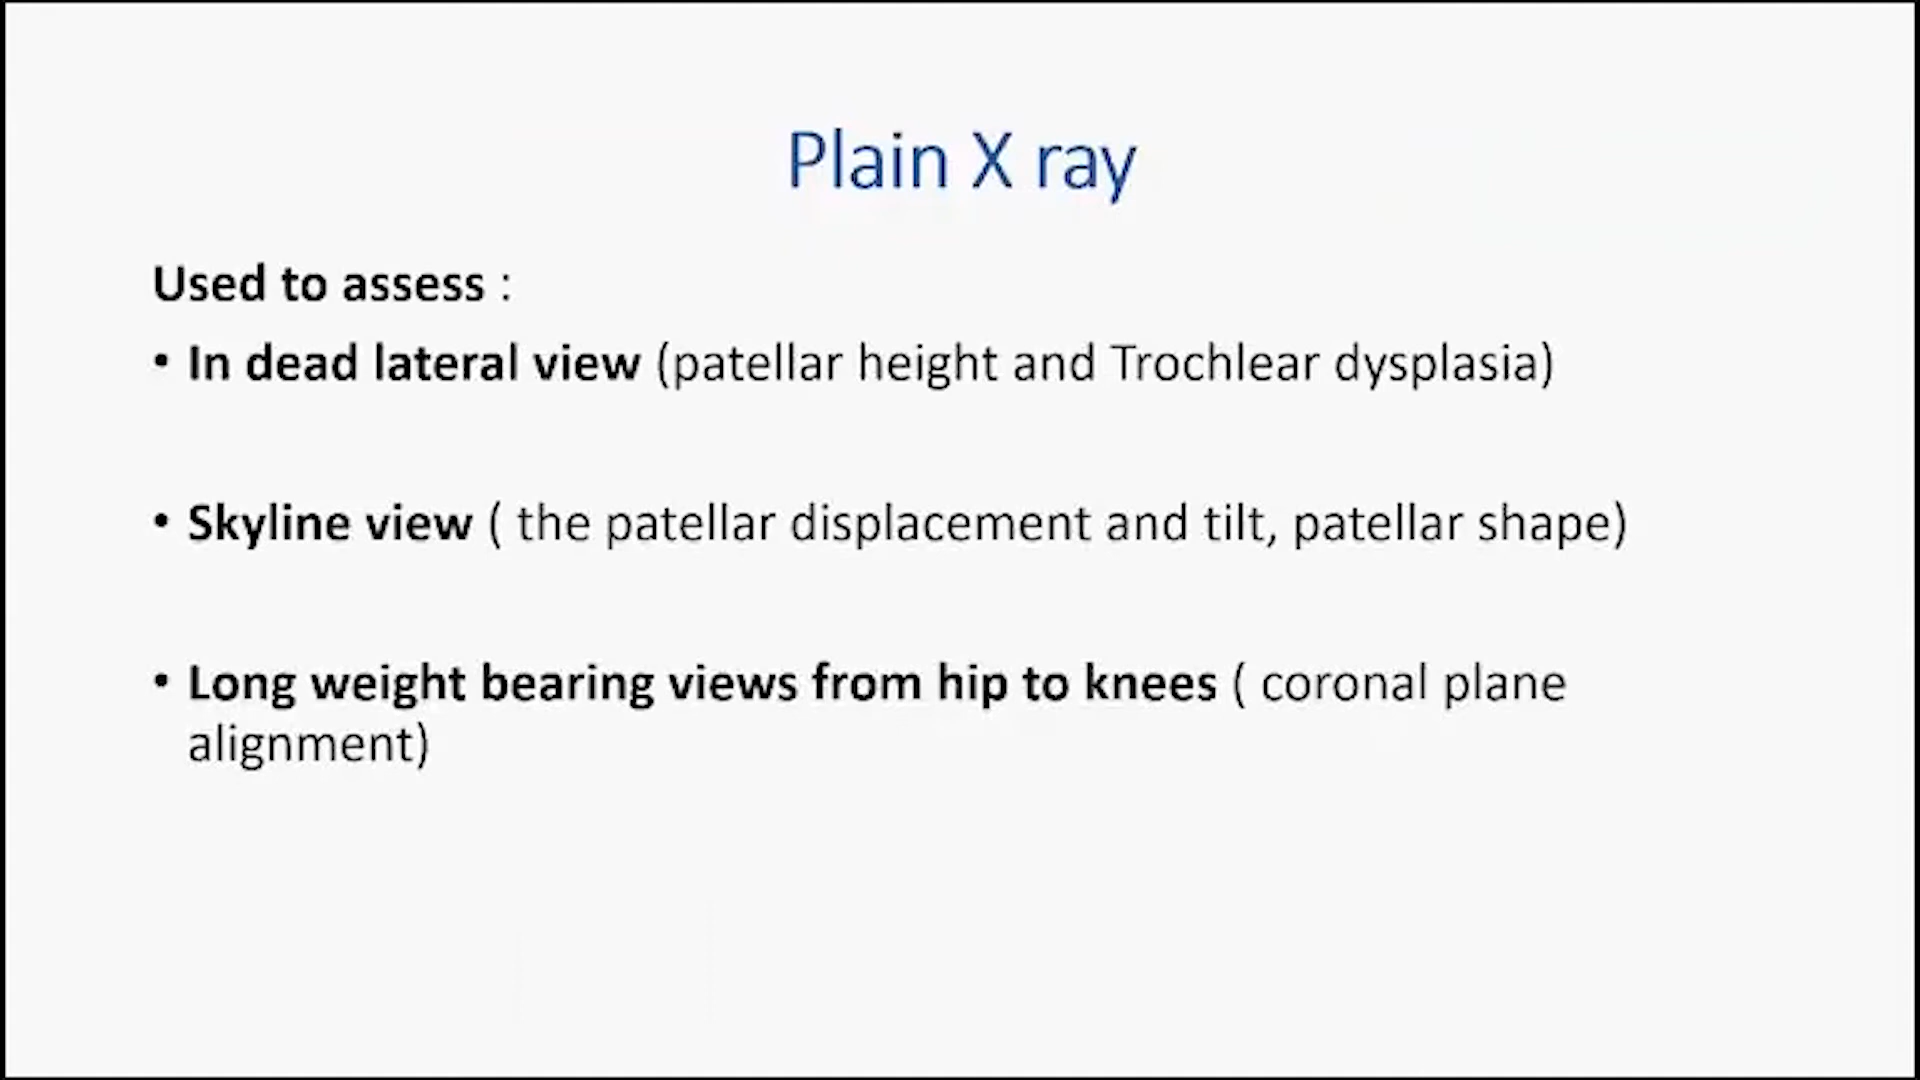 Plain X ray
Used to assess :
• In dead lateral view (patellar height and Trochlear dysplasia)
• Skyline view ( the patellar displacement and tilt, patellar shape)
• Long weight bearing views from hip to knees ( coronal plane
alignment)